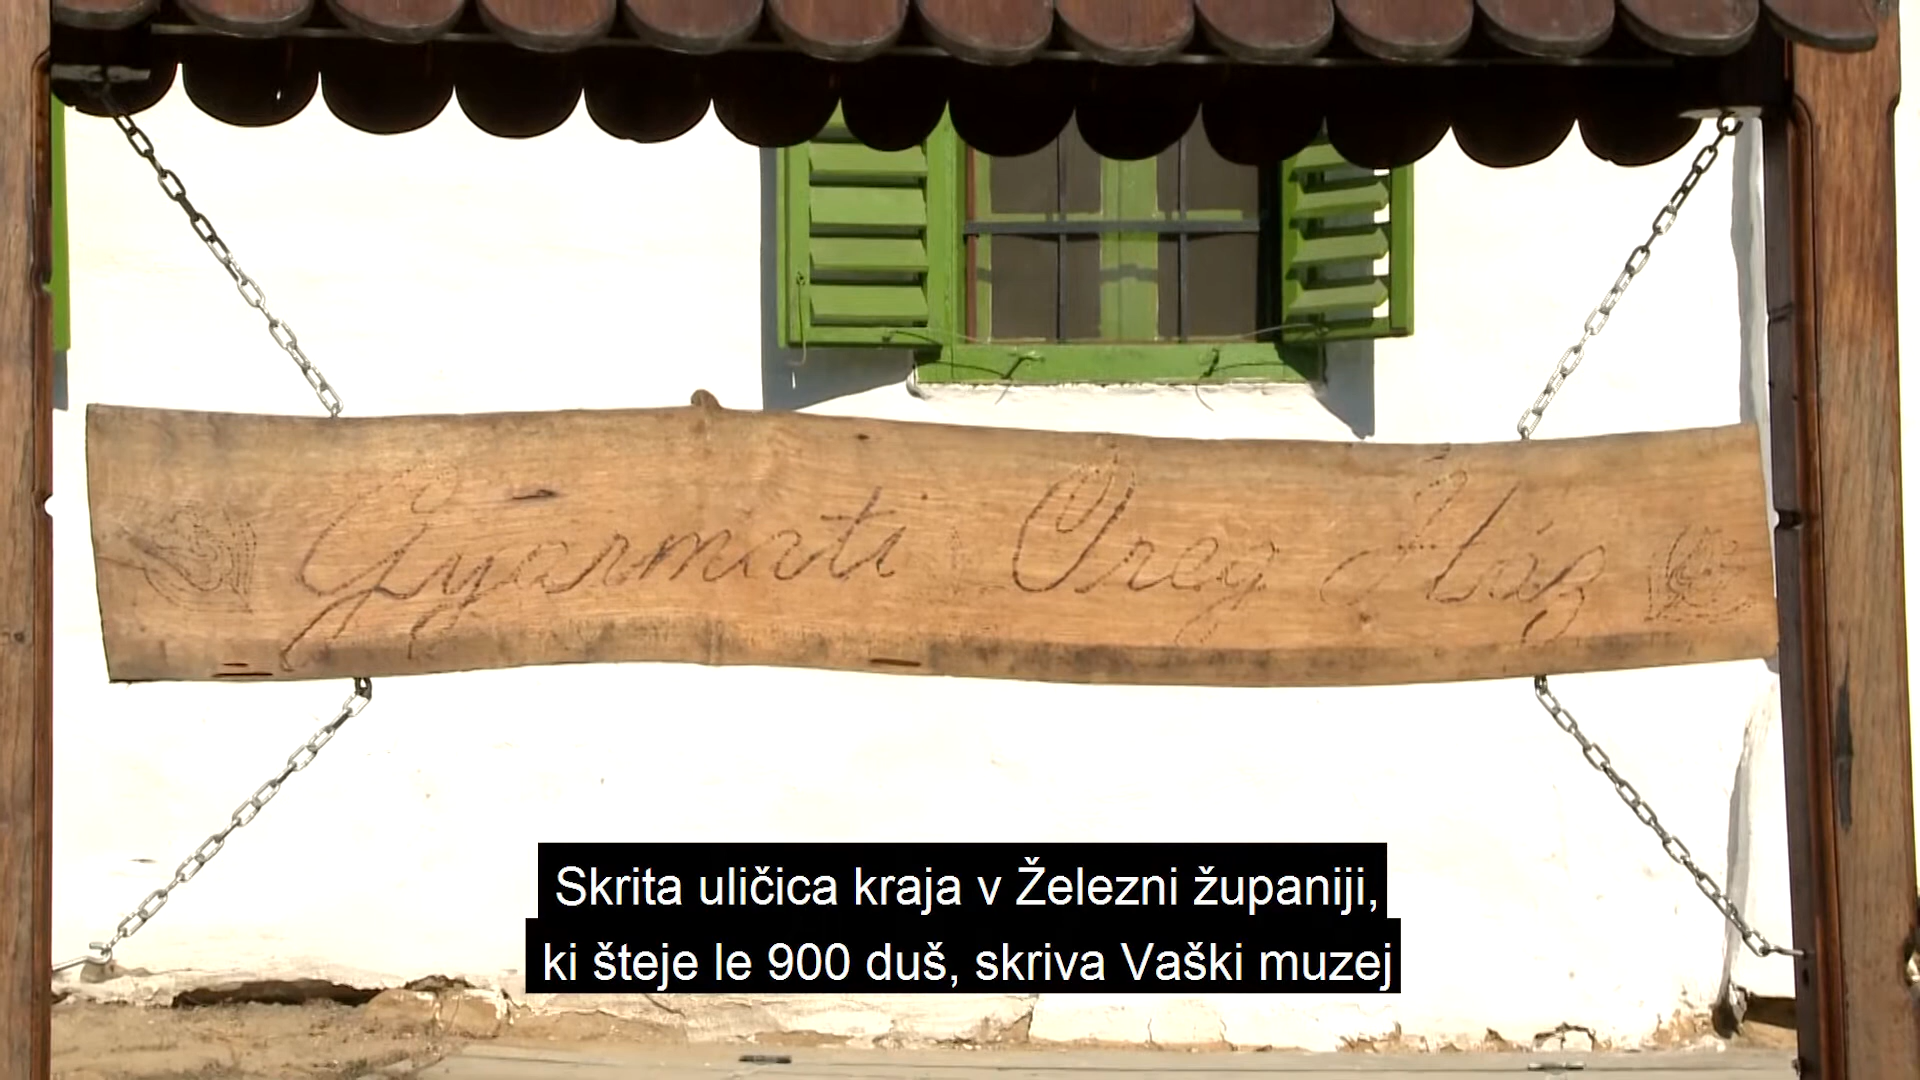 Gyarmati Öreg Ház
Skrita uličica kraja v Železni županiji,
ki šteje le 900 duš, skriva Vaški muzej